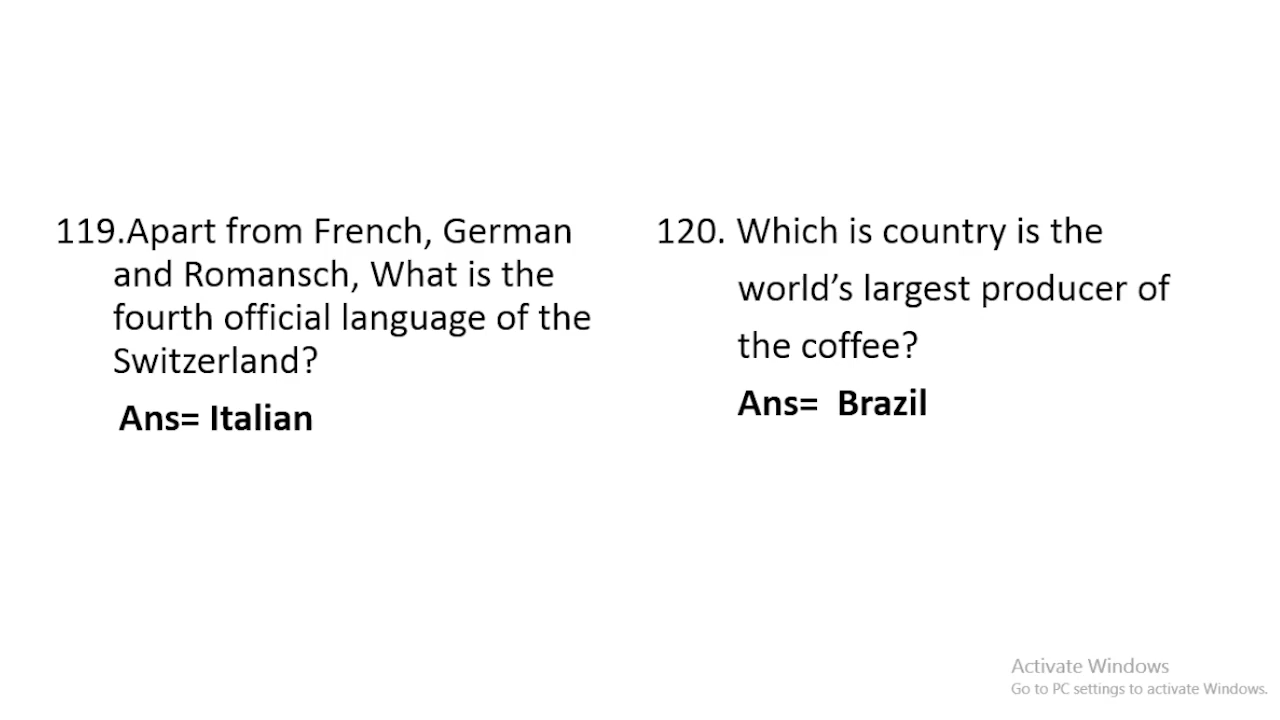 119.Apart from French, German
and Romansch, What is the
fourth official language of the
Switzerland?
Ans= Italian
120. Which is country is the
world’s largest producer of
the coffee?
Ans=  Brazil
Activate Windows
Go to PC settings to activate Windows.